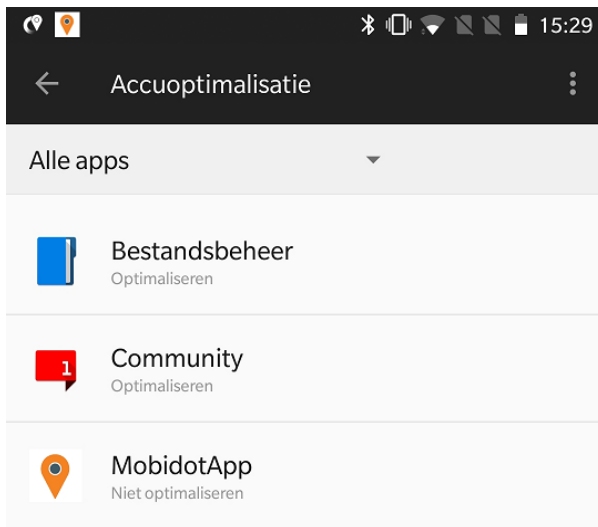 15:29
Accuoptimalisatie
Alle apps
Bestandsbeheer
Optimaliseren
1
Community
Optimaliseren
MobidotApp
Niet optimaliseren